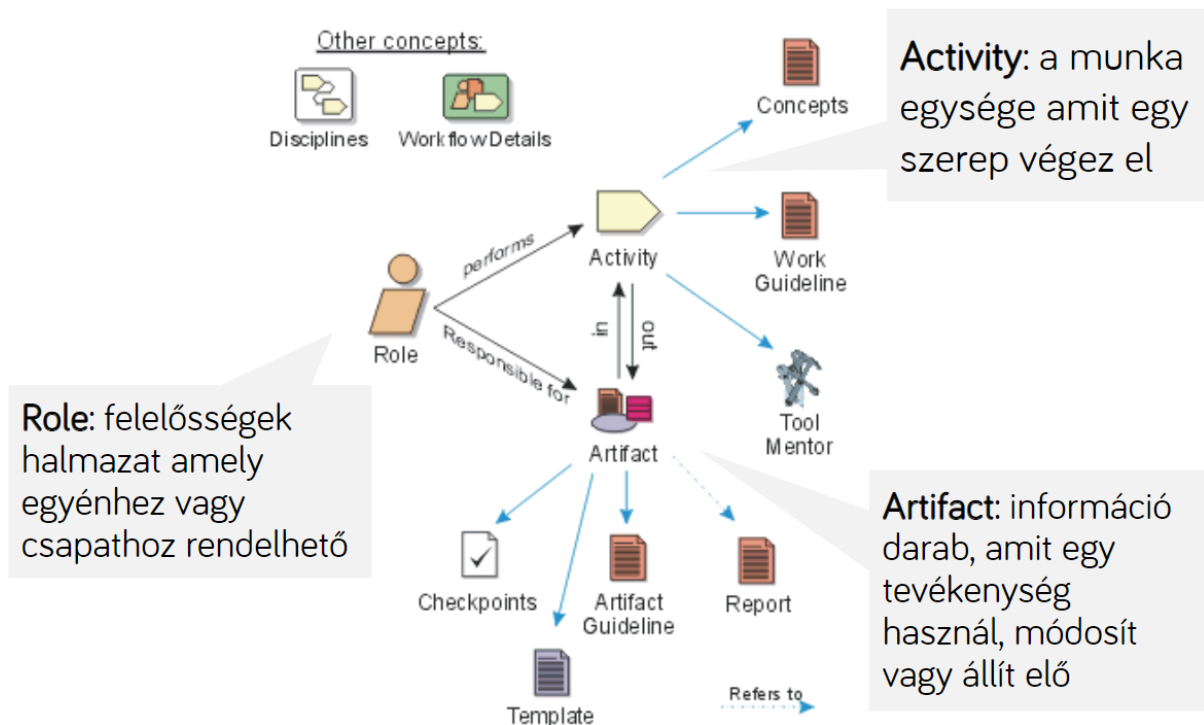 Other concepts:
Disciplines
Workflow Details
Concepts
Activity: a munka
egysége amit egy
szerep végez el
performs
Activity
Work
Guideline
Role
Responsible for
in
out
Tool
Mentor
Artifact
Role: felelősségek
halmazat amely
egyénhez vagy
csapathoz rendelhető
Artifact: információ
darab, amit egy
tevékenység
használ, módosít
vagy állít elő
Checkpoints
Artifact
Guideline
Report
Template
Refers to